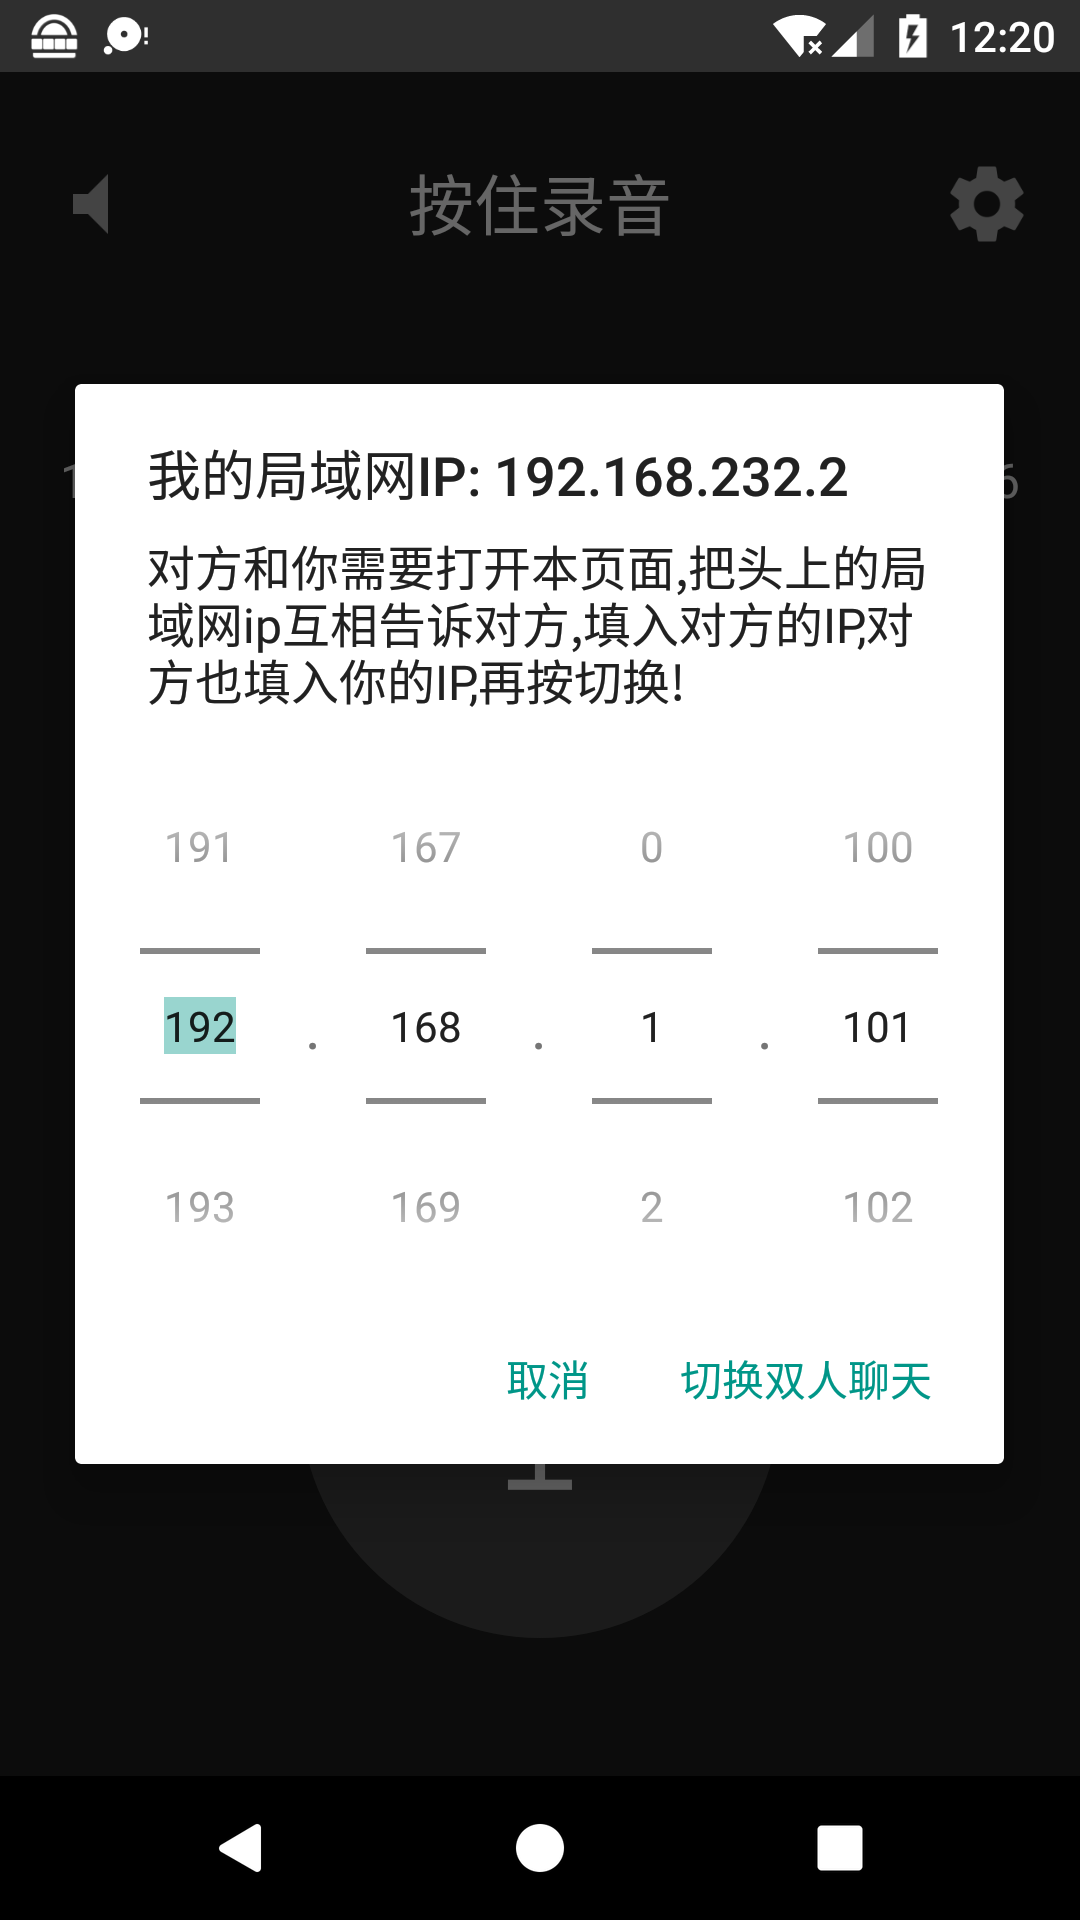 12:20
按住录音
我的局域网IP: 192.168.232.2
对方和你需要打开本页面,把头上的局
域网ip互相告诉对方,填入对方的IP,对
方也填入你的IP,再按切换!
191 167 0 100
192 . 168 . 1 . 101
193 169 2 102
取消 切换双人聊天